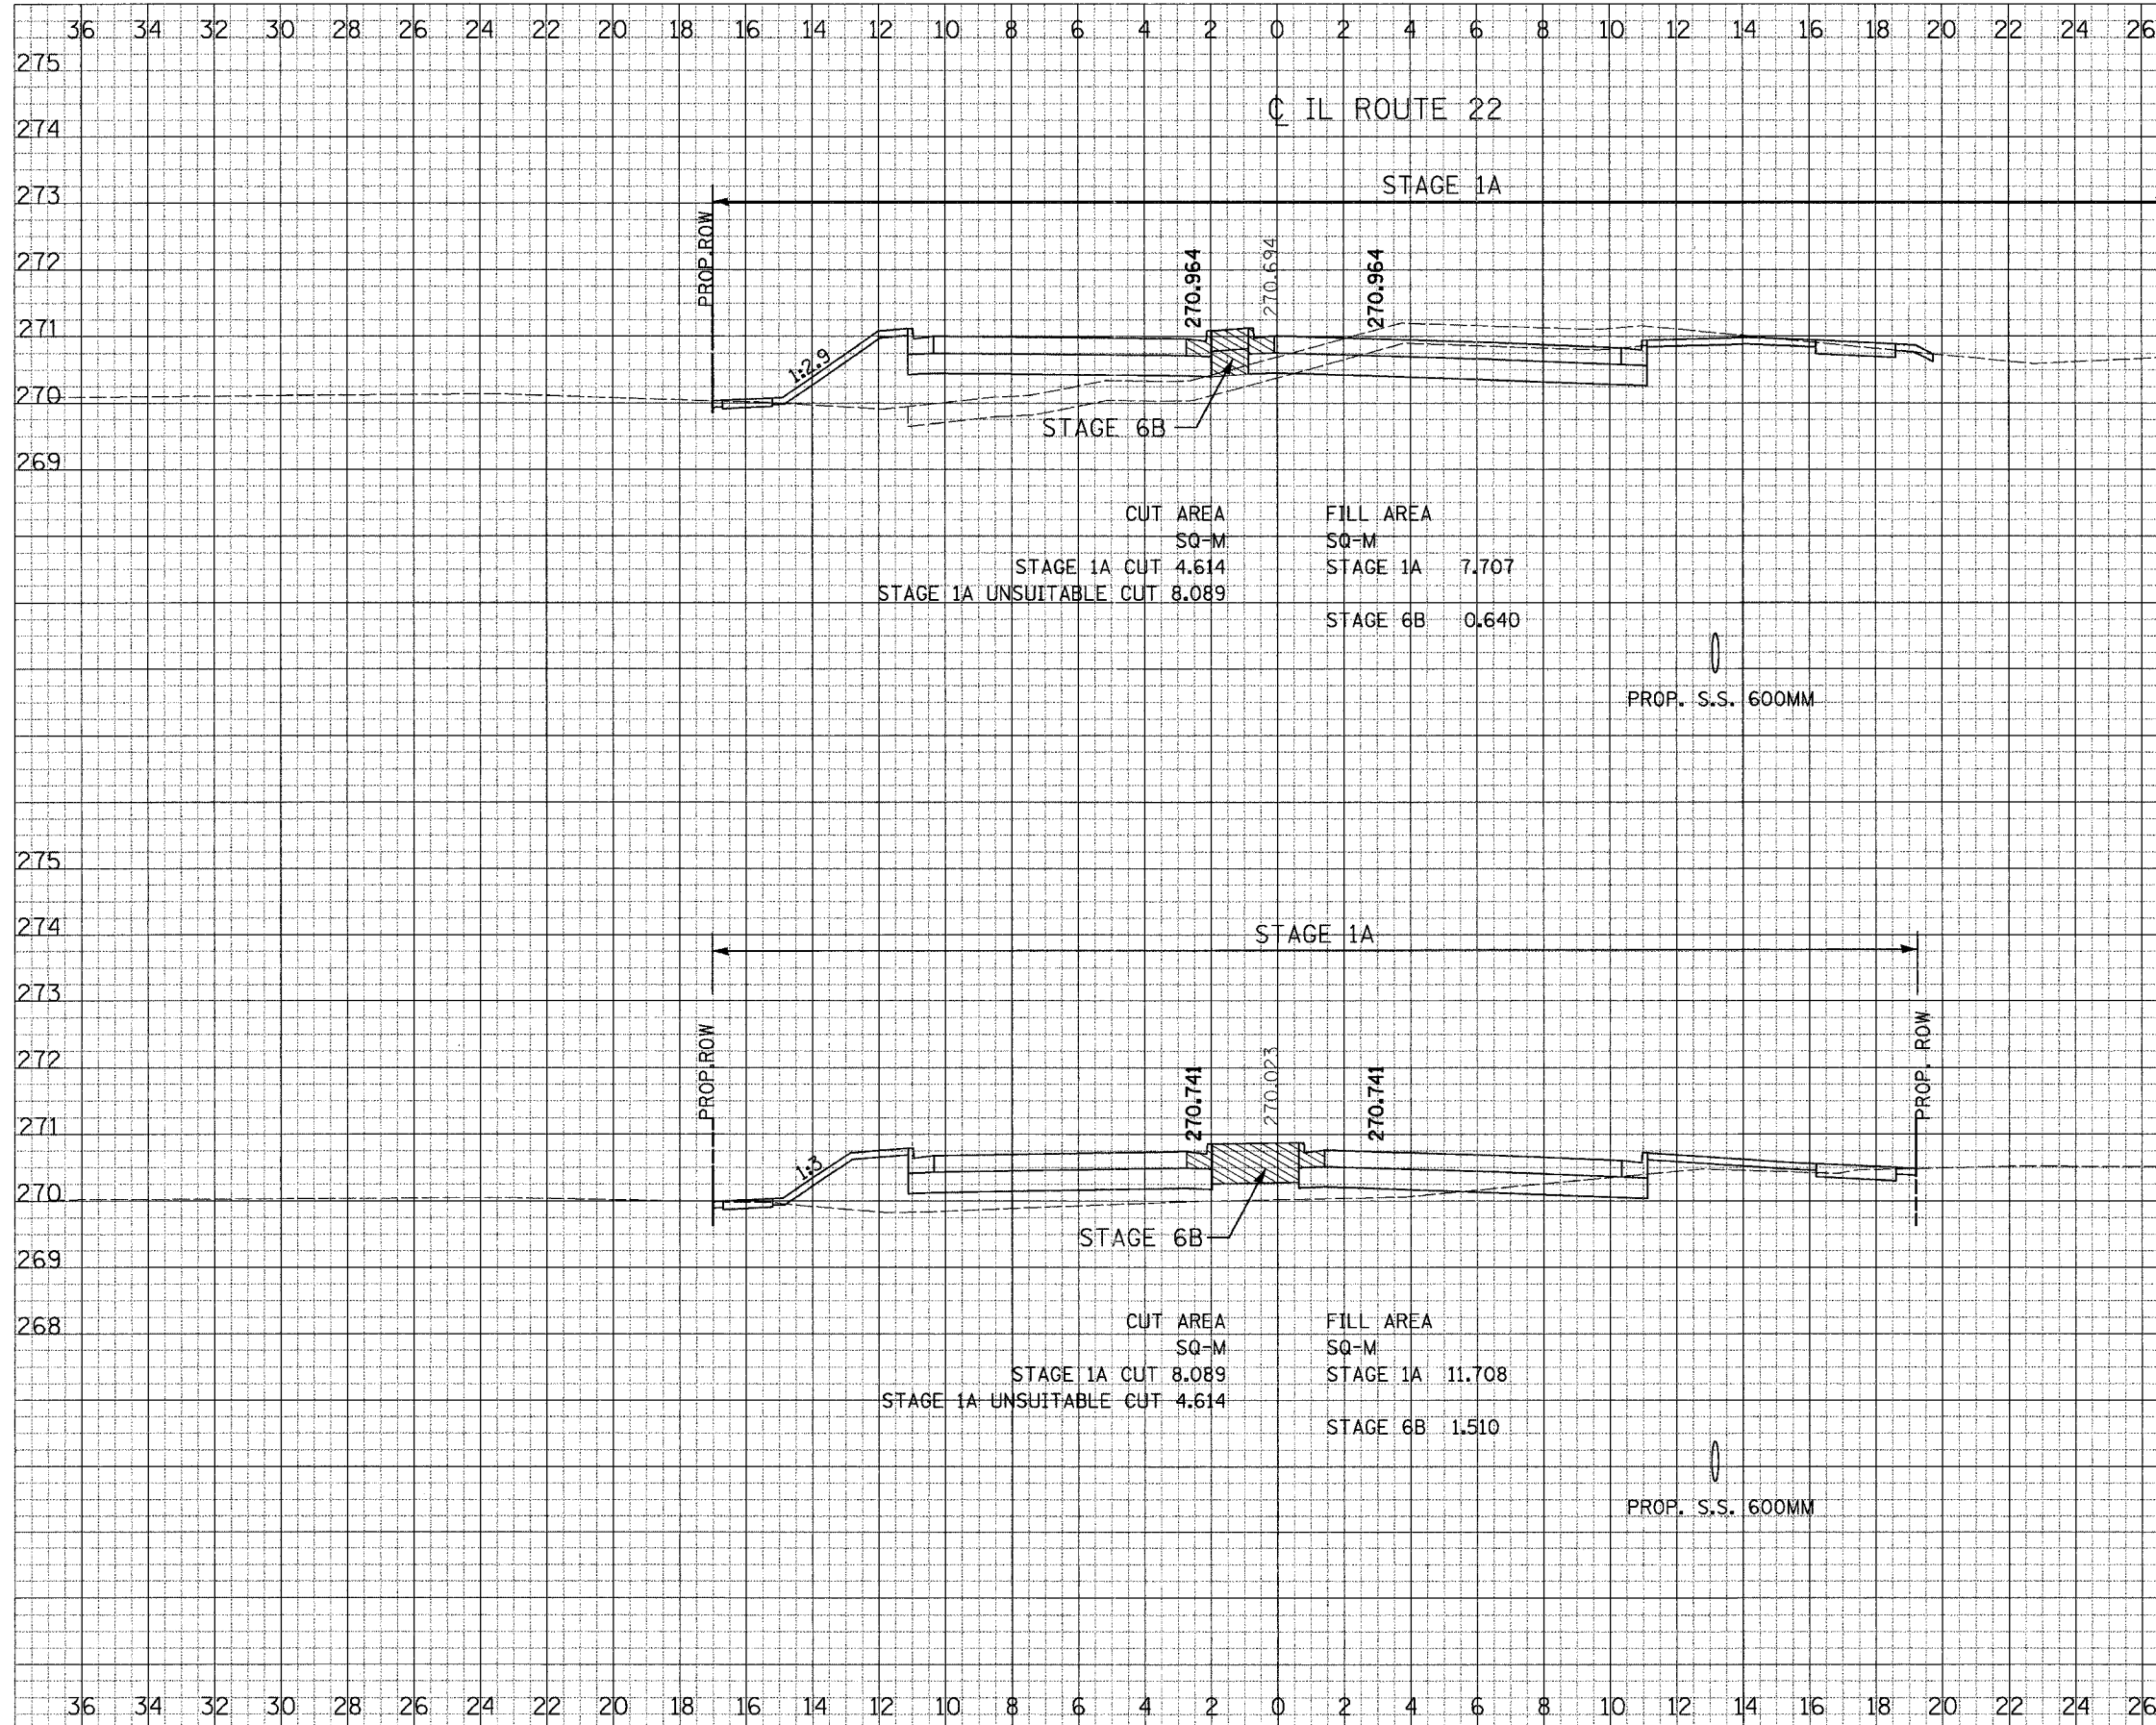 36 34 32 30 28 26 24 22 20 18 16 14 12 10 8 6 4 2 0 2 4 6 8 10 12 14 16 18 20 22 24 26
275
℄ IL ROUTE 22
274
273
STAGE 1A
PROP. ROW
272
270.964
270.694
270.964
271
1:2.9
270
STAGE 6B
269
CUT AREA FILL AREA
SQ-M SQ-M
STAGE 1A CUT 4.614 STAGE 1A 7.707
STAGE 1A UNSUITABLE CUT 8.089
STAGE 6B 0.640
PROP. S.S. 600MM
275
274
STAGE 1A
273
PROP. ROW
PROP. ROW
272
270.741
270.023
270.741
271
1:3
270
STAGE 6B
269
268
CUT AREA FILL AREA
SQ-M SQ-M
STAGE 1A CUT 8.089 STAGE 1A 11.708
STAGE 1A UNSUITABLE CUT 4.614
STAGE 6B 1.510
PROP. S.S. 600MM
36 34 32 30 28 26 24 22 20 18 16 14 12 10 8 6 4 2 0 2 4 6 8 10 12 14 16 18 20 22 24 26